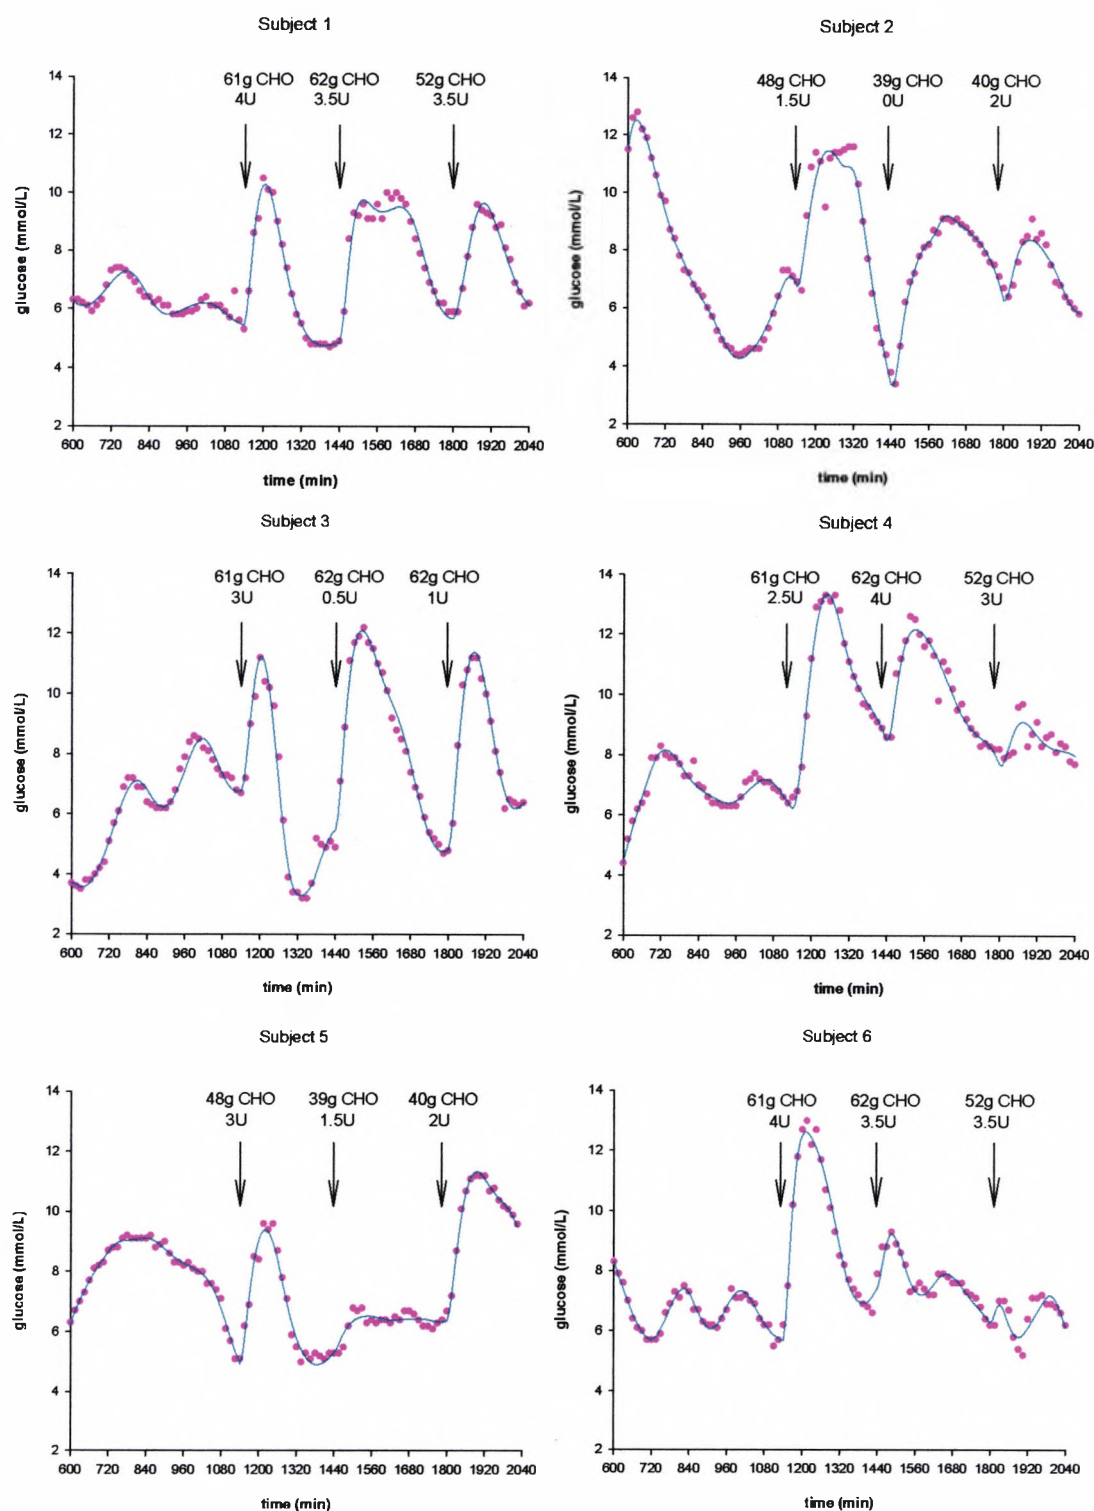 Subject 1
61g CHO 62g CHO 52g CHO
4U 3.5U 3.5U
glucose (mmol/L)
14
12
10
8
6
4
2
600 720 840 960 1080 1200 1320 1440 1560 1680 1800 1920 2040
time (min)
Subject 2
48g CHO 39g CHO 40g CHO
1.5U 0U 2U
glucose (mmol/L)
14
12
10
8
6
4
2
600 720 840 960 1080 1200 1320 1440 1560 1680 1800 1920 2040
time (min)
Subject 3
61g CHO 62g CHO 62g CHO
3U 0.5U 1U
glucose (mmol/L)
14
12
10
8
6
4
2
600 720 840 960 1080 1200 1320 1440 1560 1680 1800 1920 2040
time (min)
Subject 4
61g CHO 62g CHO 52g CHO
2.5U 4U 3U
glucose (mmol/L)
14
12
10
8
6
4
2
600 720 840 960 1080 1200 1320 1440 1560 1680 1800 1920 2040
time (min)
Subject 5
48g CHO 39g CHO 40g CHO
3U 1.5U 2U
glucose (mmol/L)
14
12
10
8
6
4
2
600 720 840 960 1080 1200 1320 1440 1560 1680 1800 1920 2040
time (min)
Subject 6
61g CHO 62g CHO 52g CHO
4U 3.5U 3.5U
glucose (mmol/L)
14
12
10
8
6
4
2
600 720 840 960 1080 1200 1320 1440 1560 1680 1800 1920 2040
time (min)